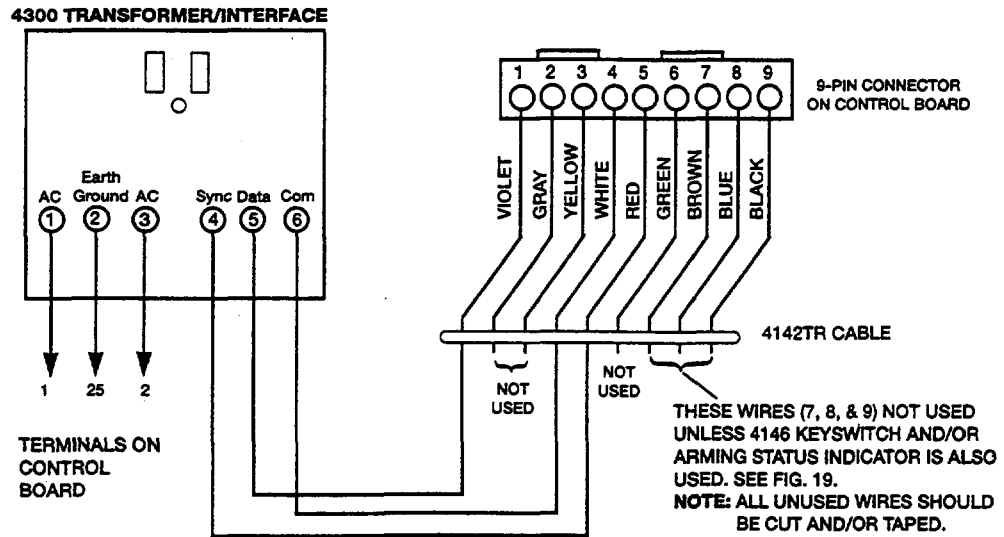 4300 TRANSFORMER/INTERFACE
1 2 3 4 5 6 7 8 9
9-PIN CONNECTOR
ON CONTROL BOARD
VIOLET
GRAY
YELLOW
WHITE
RED
GREEN
BROWN
BLUE
BLACK
Earth
AC Ground AC Sync Data Com
1 2 3 4 5 6
4142TR CABLE
1 25 2
NOT
USED
NOT
USED
TERMINALS ON
CONTROL
BOARD
THESE WIRES (7, 8, & 9) NOT USED
UNLESS 4146 KEYSWITCH AND/OR
ARMING STATUS INDICATOR IS ALSO
USED. SEE FIG. 19.
NOTE: ALL UNUSED WIRES SHOULD
BE CUT AND/OR TAPED.